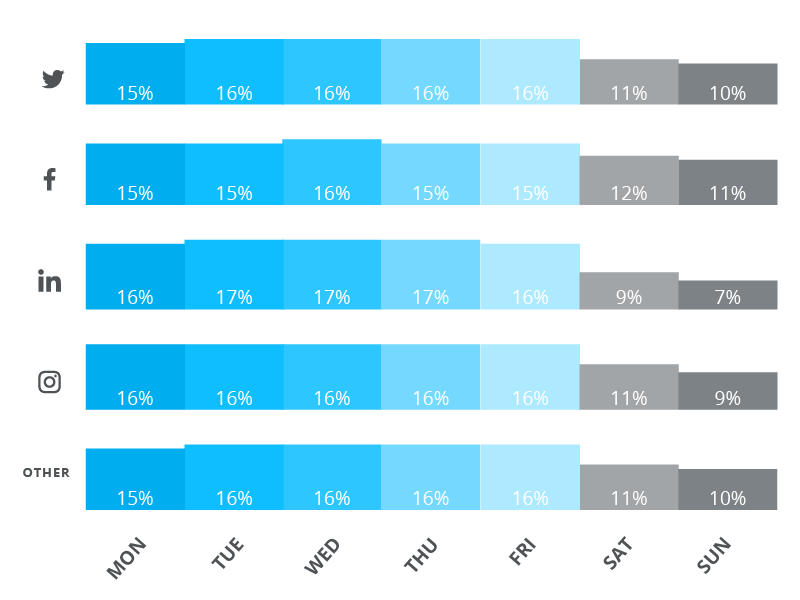 15% 16% 16% 16% 16% 11% 10%
15% 15% 16% 15% 15% 12% 11%
16% 17% 17% 17% 16% 9% 7%
16% 16% 16% 16% 16% 11% 9%
OTHER 15% 16% 16% 16% 16% 11% 10%
MON TUE WED THU FRI SAT SUN